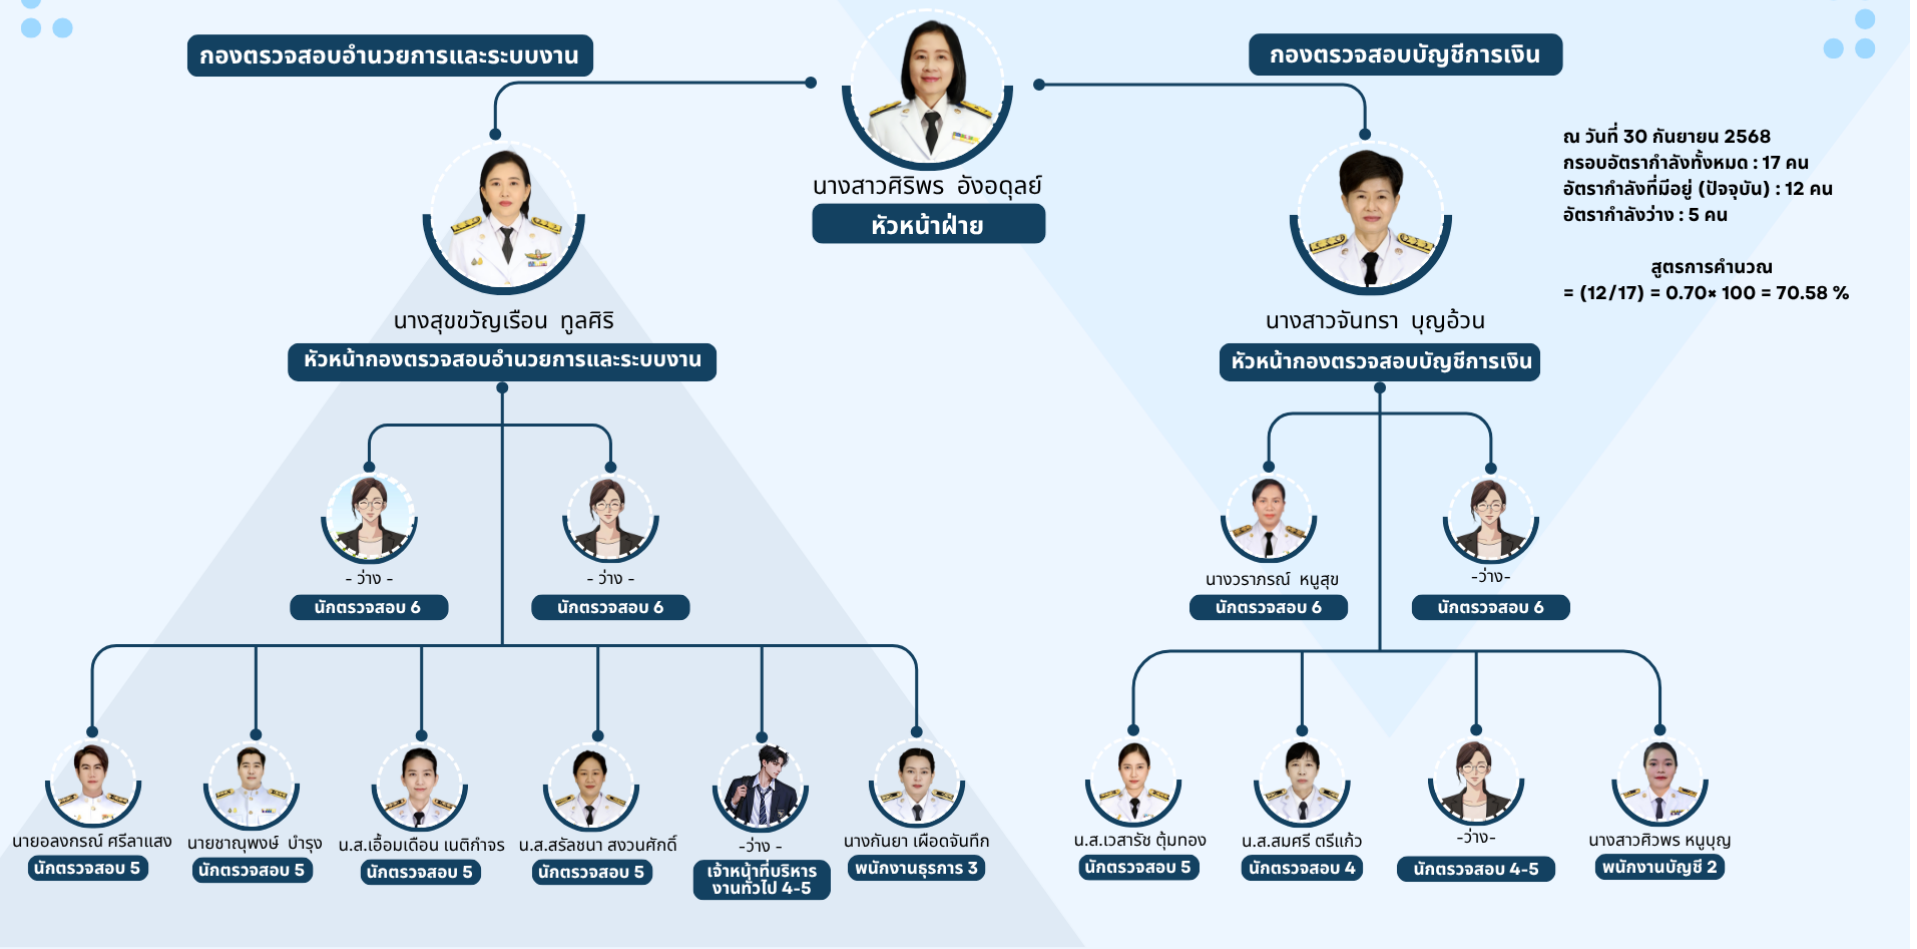 กองตรวจสอบอำนวยการและระบบงาน
กองตรวจสอบบัญชีการเงิน
นางสาวศิริพร อังอดุลย์
หัวหน้าฝ่าย
ณ วันที่ 30 กันยายน 2568
กรอบอัตรากำลังทั้งหมด : 17 คน
อัตรากำลังที่มีอยู่ (ปัจจุบัน) : 12 คน
อัตรากำลังว่าง : 5 คน
สูตรการคำนวณ
= (12/17) = 0.70× 100 = 70.58 %
นางสุขขวัญเรือน ทูลศิริ
หัวหน้ากองตรวจสอบอำนวยการและระบบงาน
นางสาวจันทรา บุญอ้วน
หัวหน้ากองตรวจสอบบัญชีการเงิน
- ว่าง -
นักตรวจสอบ 6
- ว่าง -
นักตรวจสอบ 6
นางวราภรณ์ หนูสุข
นักตรวจสอบ 6
-ว่าง-
นักตรวจสอบ 6
นายอลงกรณ์ ศรีลาแสง
นักตรวจสอบ 5
นายชาณุพงษ์ บำรุง
นักตรวจสอบ 5
น.ส.เอื้อมเดือน เนติกำจร
นักตรวจสอบ 5
น.ส.สรัลชนา สงวนศักดิ์
นักตรวจสอบ 5
-ว่าง -
เจ้าหน้าที่บริหาร
งานทั่วไป 4-5
นางกันยา เผือดจันทึก
พนักงานธุรการ 3
น.ส.เวสารัช ตุ้มทอง
นักตรวจสอบ 5
น.ส.สมศรี ตรีแก้ว
นักตรวจสอบ 4
-ว่าง-
นักตรวจสอบ 4-5
นางสาวศิวพร หนูบุญ
พนักงานบัญชี 2